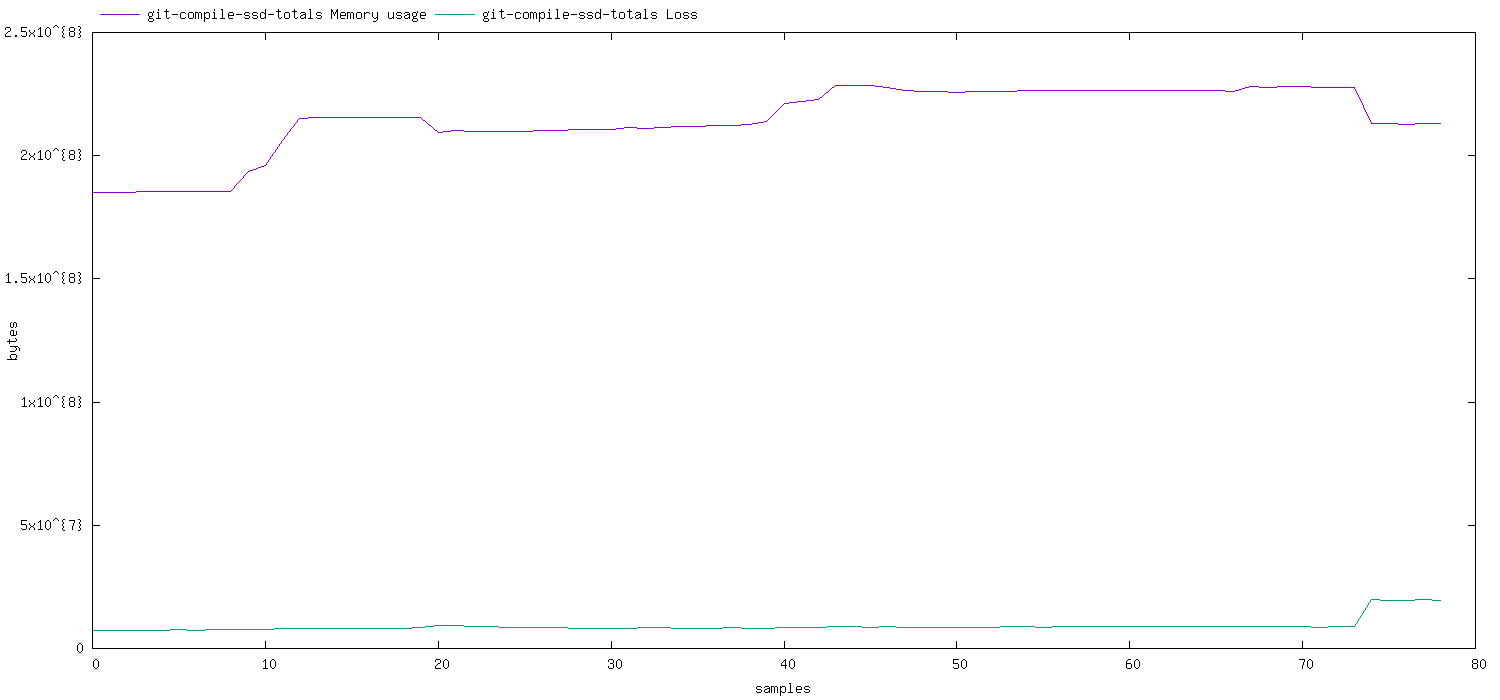 git-compile-ssd-totals Memory usage git-compile-ssd-totals Loss
2.5x10^{8}
2x10^{8}
1.5x10^{8}
1x10^{8}
5x10^{7}
0
bytes
0 10 20 30 40 50 60 70 80
samples